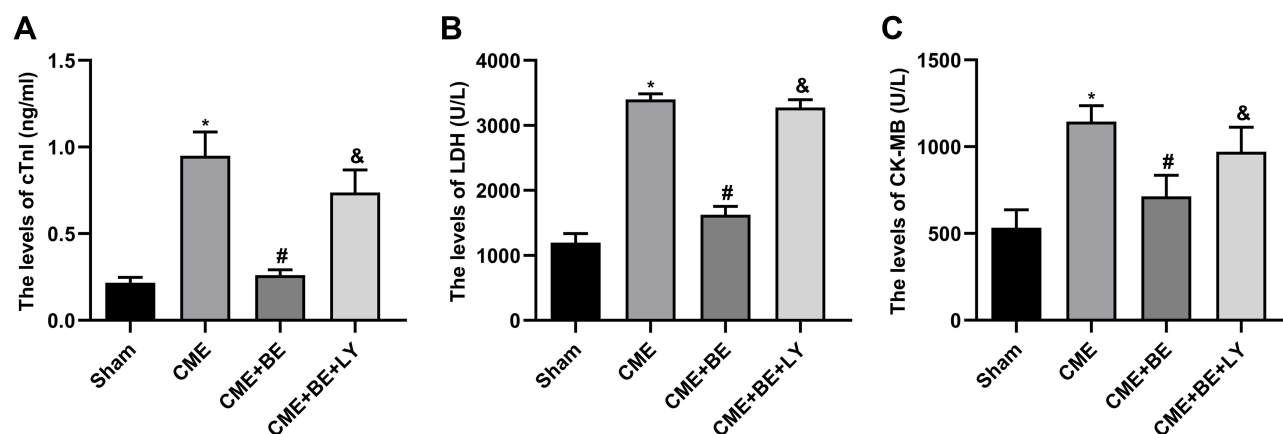 A
The levels of cTnI (ng/ml)
1.5
1.0
0.5
0.0
*
#
&
Sham
CME
CME+BE
CME+BE+LY
B
The levels of LDH (U/L)
4000
3000
2000
1000
0
*
#
&
Sham
CME
CME+BE
CME+BE+LY
C
The levels of CK-MB (U/L)
1500
1000
500
0
*
#
&
Sham
CME
CME+BE
CME+BE+LY